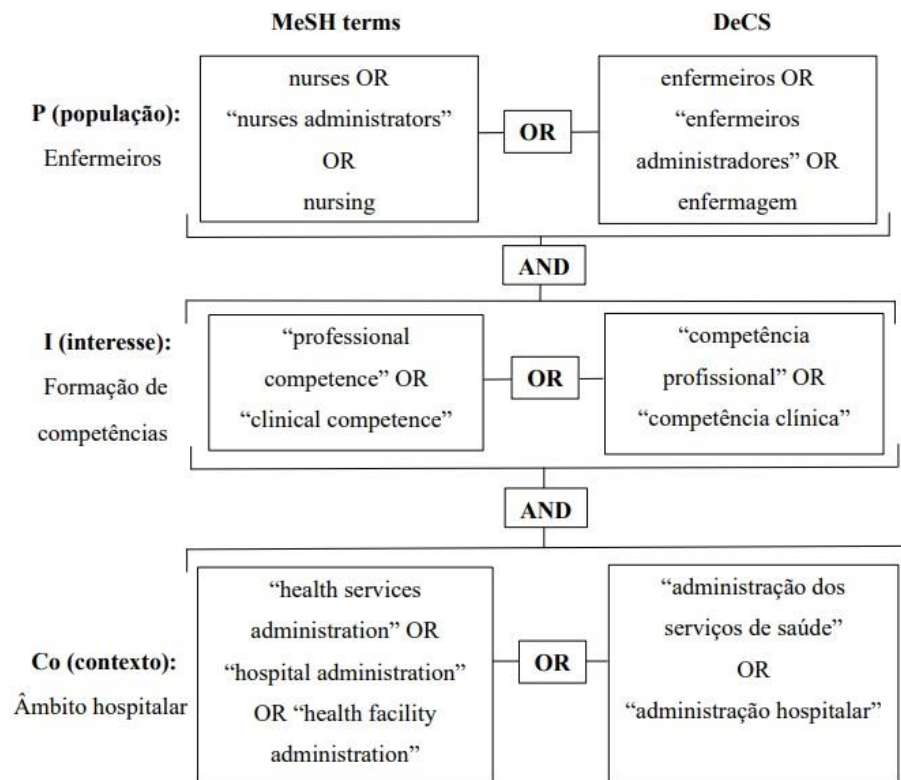 MeSH terms
DeCS
P (população):
Enfermeiros
nurses OR
“nurses administrators”
OR
nursing
OR
enfermeiros OR
“enfermeiros
administradores” OR
enfermagem
AND
I (interesse):
Formação de
competências
“professional
competence” OR
“clinical competence”
OR
“competência
profissional” OR
“competência clínica”
AND
Co (contexto):
Âmbito hospitalar
“health services
administration” OR
“hospital administration”
OR “health facility
administration”
OR
“administração dos
serviços de saúde”
OR
“administração hospitalar”